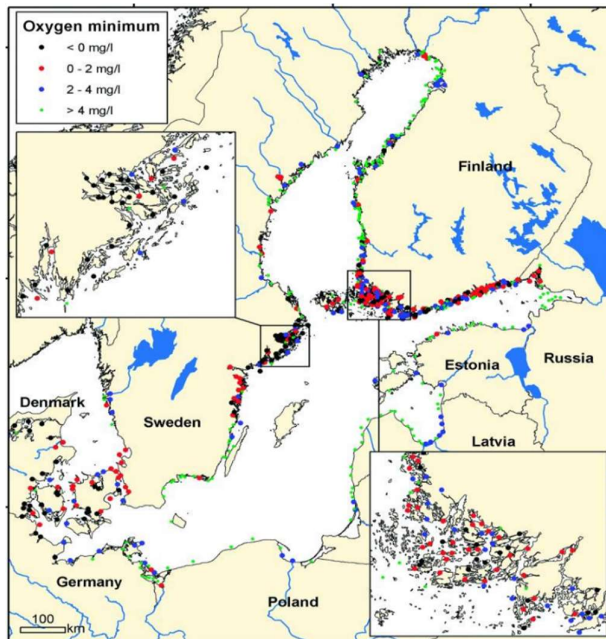 Oxygen minimum
< 0 mg/l
0 - 2 mg/l
2 - 4 mg/l
> 4 mg/l
Finland
Estonia
Russia
Denmark
Sweden
Latvia
Germany
Poland
100
km